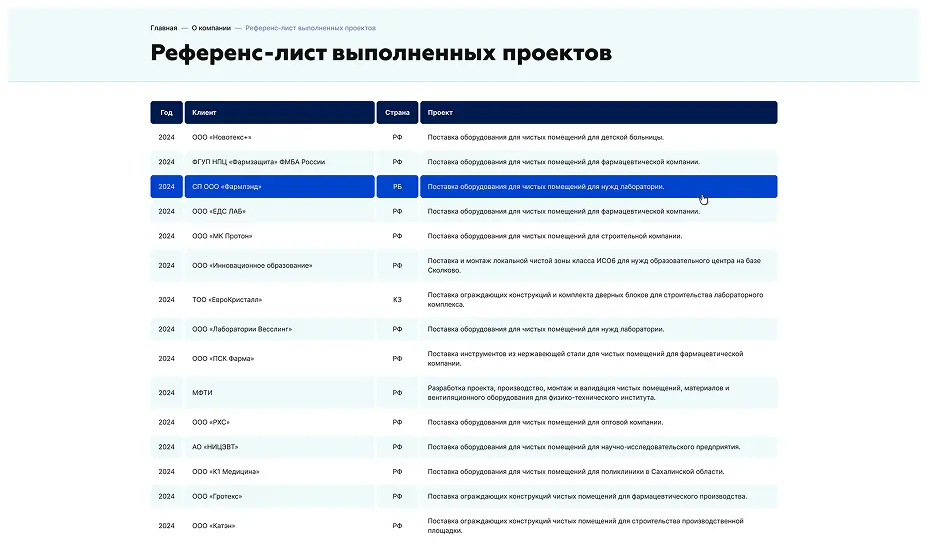 Главная — О компании — Референс-лист выполненных проектов
Референс-лист выполненных проектов
Год Клиент Страна Проект
2024 ООО «Новотекс+» РФ Поставка оборудования для чистых помещений для детской больницы.
2024 ФГУП НПЦ «Фармзащита» ФМБА России РФ Поставка оборудования для чистых помещений для фармацевтической компании.
2024 СП ООО «Фармлэнд» РБ Поставка оборудования для чистых помещений для нужд лаборатории.
2024 ООО «ЕДС ЛАБ» РФ Поставка оборудования для чистых помещений для фармацевтической компании.
2024 ООО «МК Протон» РФ Поставка оборудования для чистых помещений для строительной компании.
2024 ООО «Инновационное образование» РФ Поставка и монтаж локальной чистой зоны класса ИСО6 для нужд образовательного центра на базе
Сколково.
2024 ТОО «ЕвроКристалл» КЗ Поставка ограждающих конструкций и комплекта дверных блоков для строительства лабораторного
комплекса.
2024 ООО «Лаборатории Весслинг» РФ Поставка оборудования для чистых помещений для нужд лаборатории.
2024 ООО «ПСК Фарма» РФ Поставка инструментов из нержавеющей стали для чистых помещений для фармацевтической
компании.
2024 МФТИ РФ Разработка проекта, производство, монтаж и валидация чистых помещений, материалов и
вентиляционного оборудования для физико-технического института.
2024 ООО «РХС» РФ Поставка оборудования для чистых помещений для оптовой компании.
2024 АО «НИЦЭВТ» РФ Поставка оборудования для чистых помещений для научно-исследовательского предприятия.
2024 ООО «К1 Медицина» РФ Поставка оборудования для чистых помещений для поликлиники в Сахалинской области.
2024 ООО «Гротекс» РФ Поставка ограждающих конструкций чистых помещений для фармацевтического производства.
2024 ООО «Катэн» РФ Поставка ограждающих конструкций чистых помещений для строительства производственной
площадки.